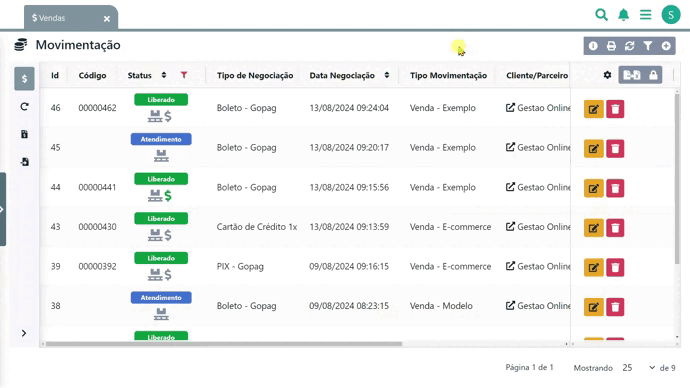 $ Vendas ×
S
Movimentação
Id Código Status Tipo de Negociação Data Negociação Tipo Movimentação Cliente/Parceiro
46 00000462 Liberado Boleto - Gopag 13/08/2024 09:24:04 Venda - Exemplo Gestao Online
45 Atendimento Boleto - Gopag 13/08/2024 09:20:17 Venda - Exemplo Gestao Online
44 00000441 Liberado Boleto - Gopag 13/08/2024 09:15:56 Venda - Exemplo Gestao Online
43 00000430 Liberado Cartão de Crédito 1x 13/08/2024 09:13:59 Venda - E-commerce Gestao Online
39 00000392 Liberado PIX - Gopag 09/08/2024 09:16:15 Venda - E-commerce Gestao Online
38 Atendimento Boleto - Gopag 09/08/2024 08:23:15 Venda - Modelo Gestao Online
Liberado
Página 1 de 1 Mostrando 25 de 9